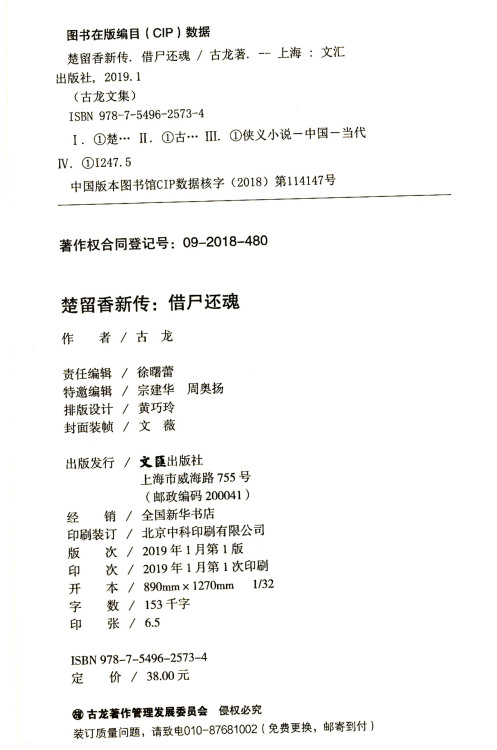 图书在版编目(CIP)数据
楚留香新传. 借尸还魂 / 古龙著. -- 上海 : 文汇
出版社, 2019.1
(古龙文集)
ISBN 978-7-5496-2573-4
Ⅰ. ①楚… Ⅱ. ①古… Ⅲ. ①侠义小说－中国－当代
Ⅳ. ①I247.5
中国版本图书馆CIP数据核字(2018)第114147号
著作权合同登记号: 09-2018-480
楚留香新传: 借尸还魂
作 者 / 古 龙
责任编辑 / 徐曙蕾
特邀编辑 / 宗建华 周奥扬
排版设计 / 黄巧玲
封面装帧 / 文 薇
出版发行 / 文匯出版社
上海市威海路 755 号
(邮政编码 200041)
经 销 / 全国新华书店
印刷装订 / 北京中科印刷有限公司
版 次 / 2019 年 1 月第 1 版
印 次 / 2019 年 1 月第 1 次印刷
开 本 / 890mm × 1270mm 1/32
字 数 / 153 千字
印 张 / 6.5
ISBN 978-7-5496-2573-4
定 价 / 38.00 元
古龙著作管理发展委员会 侵权必究
装订质量问题, 请致电010-87681002 (免费更换, 邮寄到付)